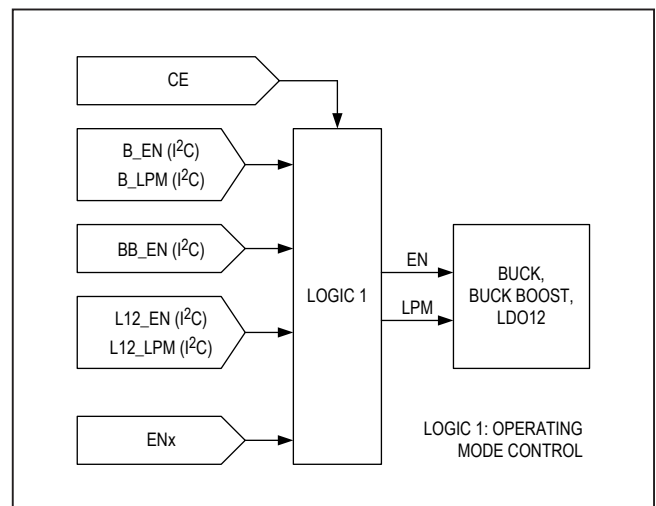 CE
B_EN (I²C)
B_LPM (I²C)
BB_EN (I²C)
L12_EN (I²C)
L12_LPM (I²C)
ENx
LOGIC 1
EN
LPM
BUCK,
BUCK BOOST,
LDO12
LOGIC 1: OPERATING
MODE CONTROL